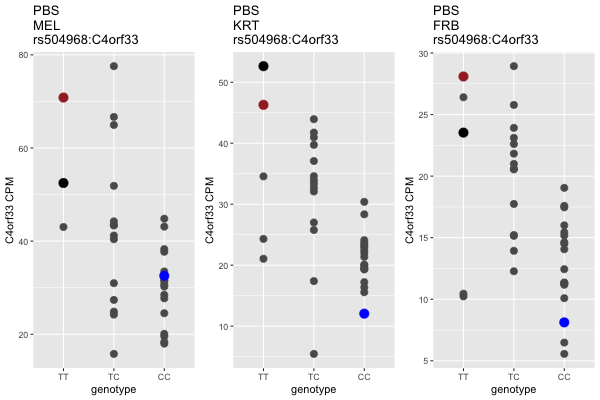 PBS
MEL
rs504968:C4orf33
80
60
40
20
C4orf33 CPM
TT TC CC
genotype
PBS
KRT
rs504968:C4orf33
50
40
30
20
10
C4orf33 CPM
TT TC CC
genotype
PBS
FRB
rs504968:C4orf33
30
25
20
15
10
5
C4orf33 CPM
TT TC CC
genotype